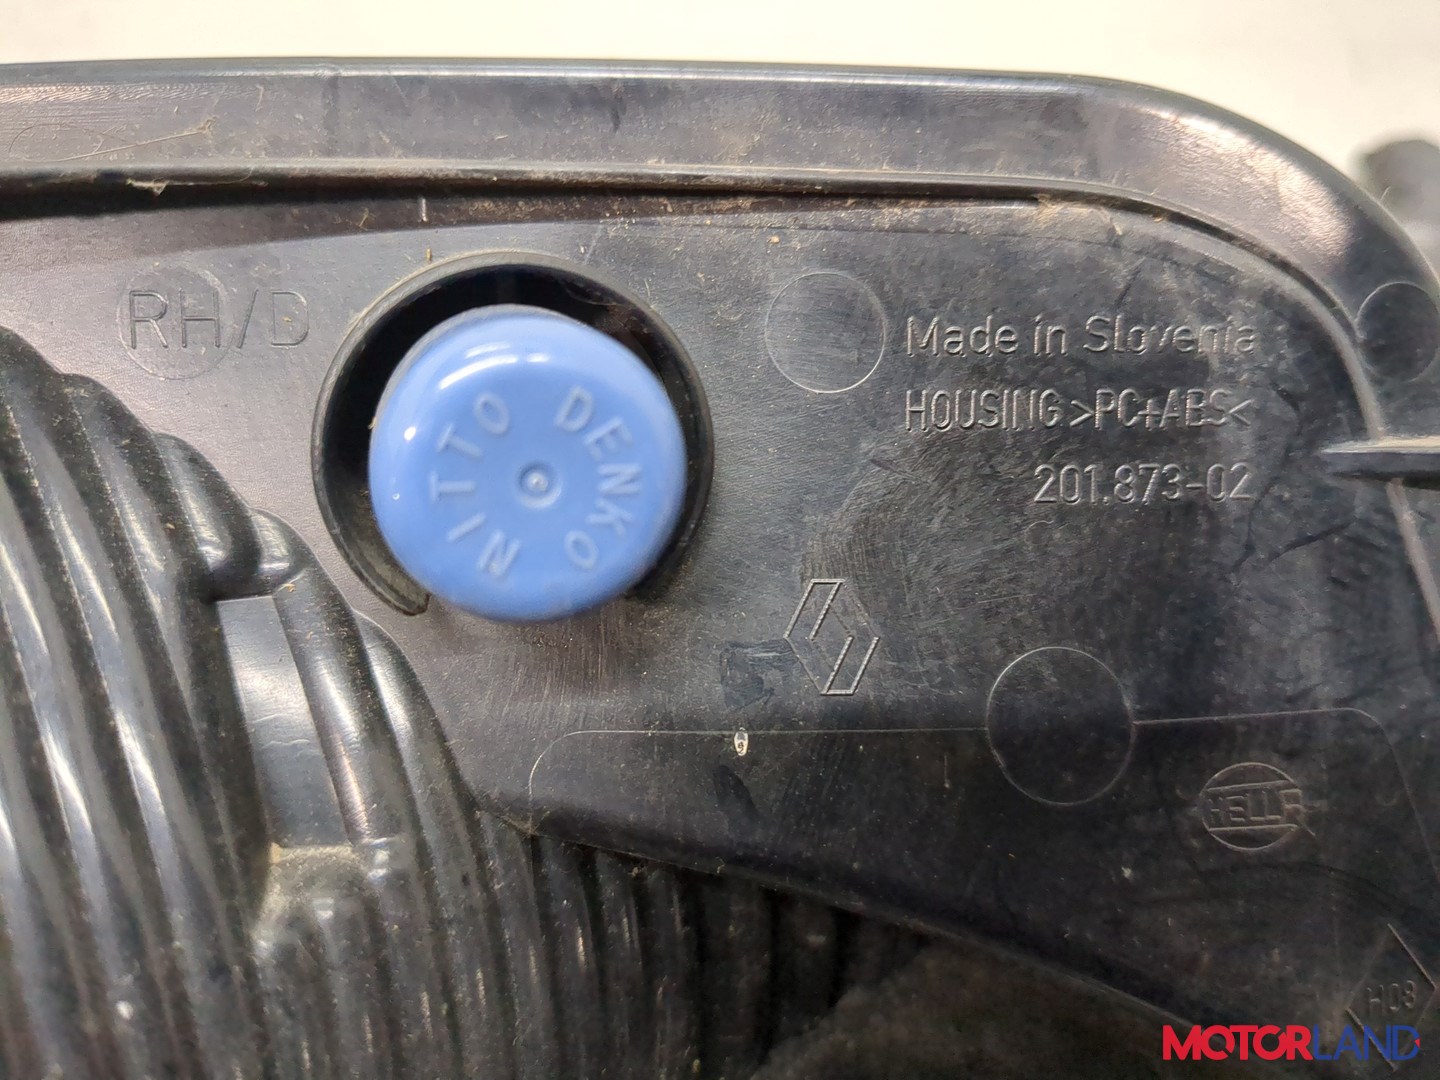 RH/D
NITTO DENKO
Made in Slovenia
HOUSING >PC+ABS<
201.873-02
HELLA
H08
MOTORLAND